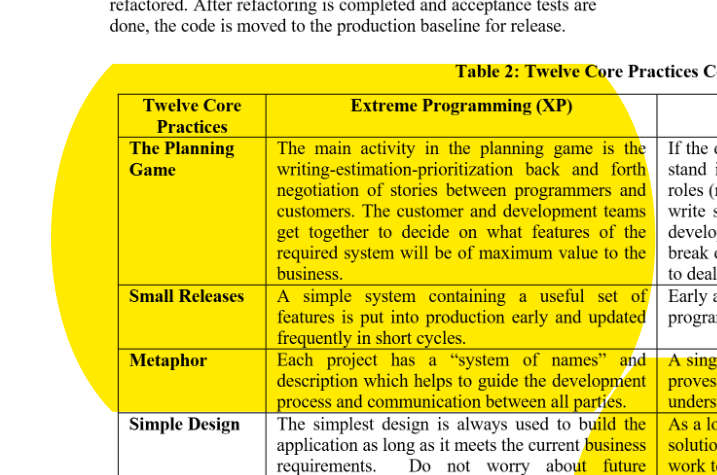 refactored. After refactoring is completed and acceptance tests are
done, the code is moved to the production baseline for release.
Table 2: Twelve Core Practices
Twelve Core
Practices
Extreme Programming (XP)
The Planning
Game
The main activity in the planning game is the
writing-estimation-prioritization back and forth
negotiation of stories between programmers and
customers. The customer and development teams
get together to decide on what features of the
required system will be of maximum value to the
business.
If the
stand
roles
write
break
to
Small Releases
A simple system containing a useful set of
features is put into production early and updated
frequently in short cycles.
Early
Metaphor
Each project has a “system of names” and
description which helps to guide the development
process and communication between all parties.
A
proves
Simple Design
The simplest design is always used to build the
application as long as it meets the current business
requirements. Do not worry about future
As a
work